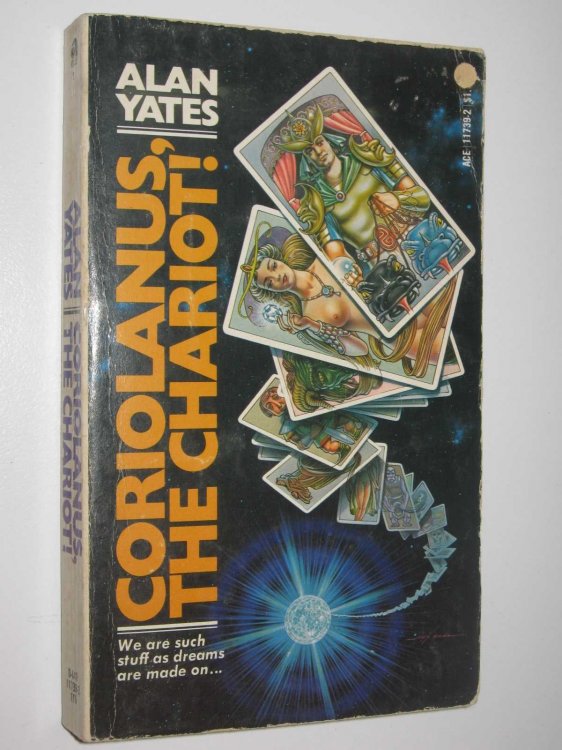 ALAN
YATES
CORIOLANUS,
THE CHARIOT!
We are such
stuff as dreams
are made on...
ACE 11739-2 $1.
ALAN
YATES
CORIOLANUS,
THE CHARIOT!